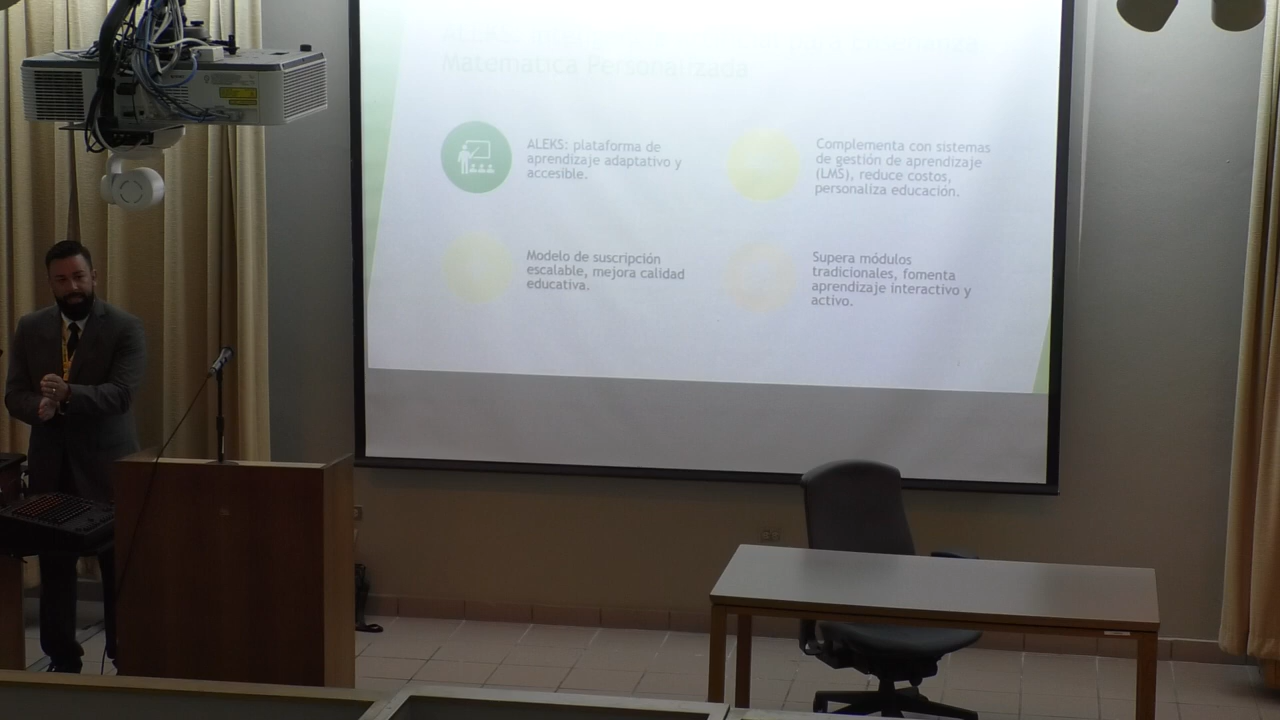 Matemática Personalizada
ALEKS: plataforma de
aprendizaje adaptativo y
accesible.
Complementa con sistemas
de gestión de aprendizaje
(LMS), reduce costos,
personaliza educación.
Modelo de suscripción
escalable, mejora calidad
educativa.
Supera módulos
tradicionales, fomenta
aprendizaje interactivo y
activo.